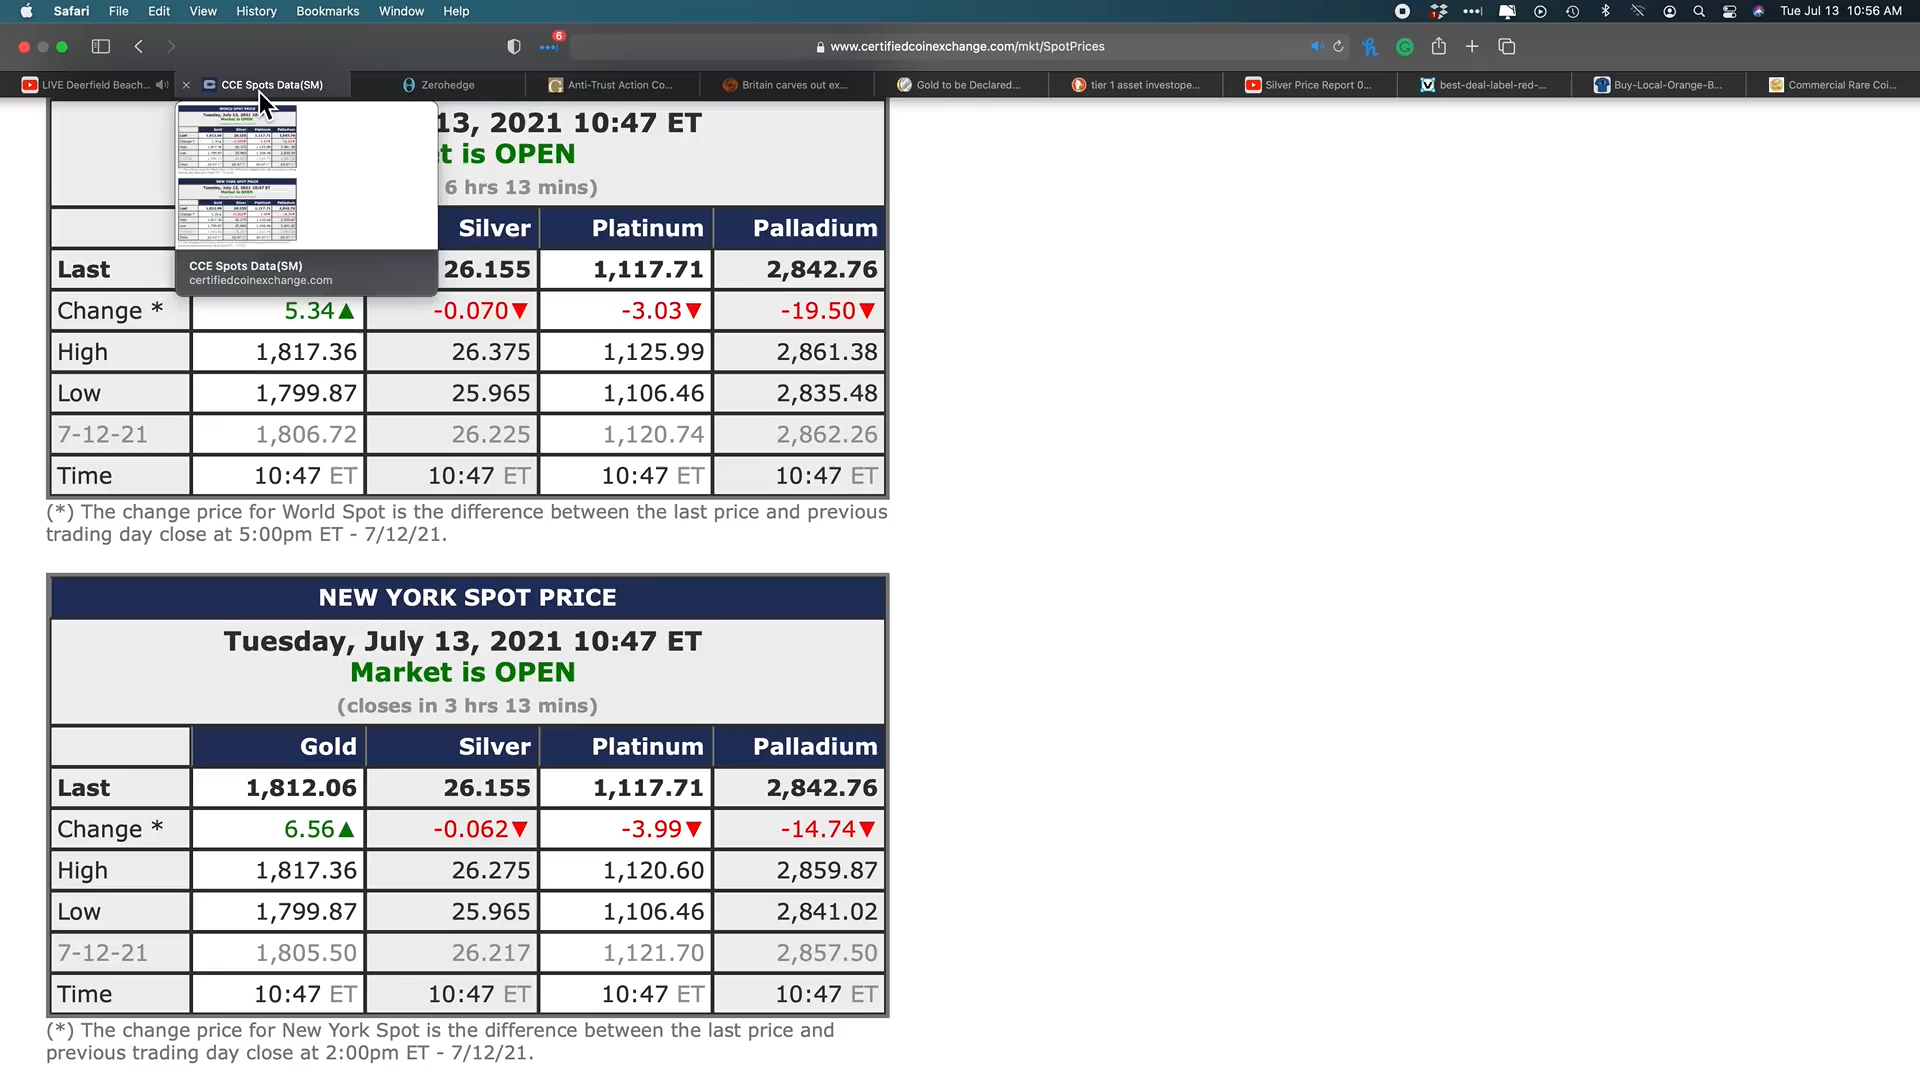 Safari File Edit View History Bookmarks Window Help Tue Jul 13 10:56 AM
6
www.certifiedcoinexchange.com/mkt/SpotPrices
LIVE Deerfield Beach... CCE Spots Data(SM) Zerohedge Anti-Trust Action Co... Britain carves out ex... Gold to be Declared... tier 1 asset investope... Silver Price Report 0... best-deal-label-red-... Buy-Local-Orange-B... Commercial Rare Coi...
13, 2021 10:47 ET
t is OPEN
6 hrs 13 mins)
Silver Platinum Palladium
Last 26.155 1,117.71 2,842.76
CCE Spots Data(SM)
certifiedcoinexchange.com
Change * 5.34▲ -0.070▼ -3.03▼ -19.50▼
High 1,817.36 26.375 1,125.99 2,861.38
Low 1,799.87 25.965 1,106.46 2,835.48
7-12-21 1,806.72 26.225 1,120.74 2,862.26
Time 10:47 ET 10:47 ET 10:47 ET 10:47 ET
(*) The change price for World Spot is the difference between the last price and previous
trading day close at 5:00pm ET - 7/12/21.
NEW YORK SPOT PRICE
Tuesday, July 13, 2021 10:47 ET
Market is OPEN
(closes in 3 hrs 13 mins)
Gold Silver Platinum Palladium
Last 1,812.06 26.155 1,117.71 2,842.76
Change * 6.56▲ -0.062▼ -3.99▼ -14.74▼
High 1,817.36 26.275 1,120.60 2,859.87
Low 1,799.87 25.965 1,106.46 2,841.02
7-12-21 1,805.50 26.217 1,121.70 2,857.50
Time 10:47 ET 10:47 ET 10:47 ET 10:47 ET
(*) The change price for New York Spot is the difference between the last price and
previous trading day close at 2:00pm ET - 7/12/21.